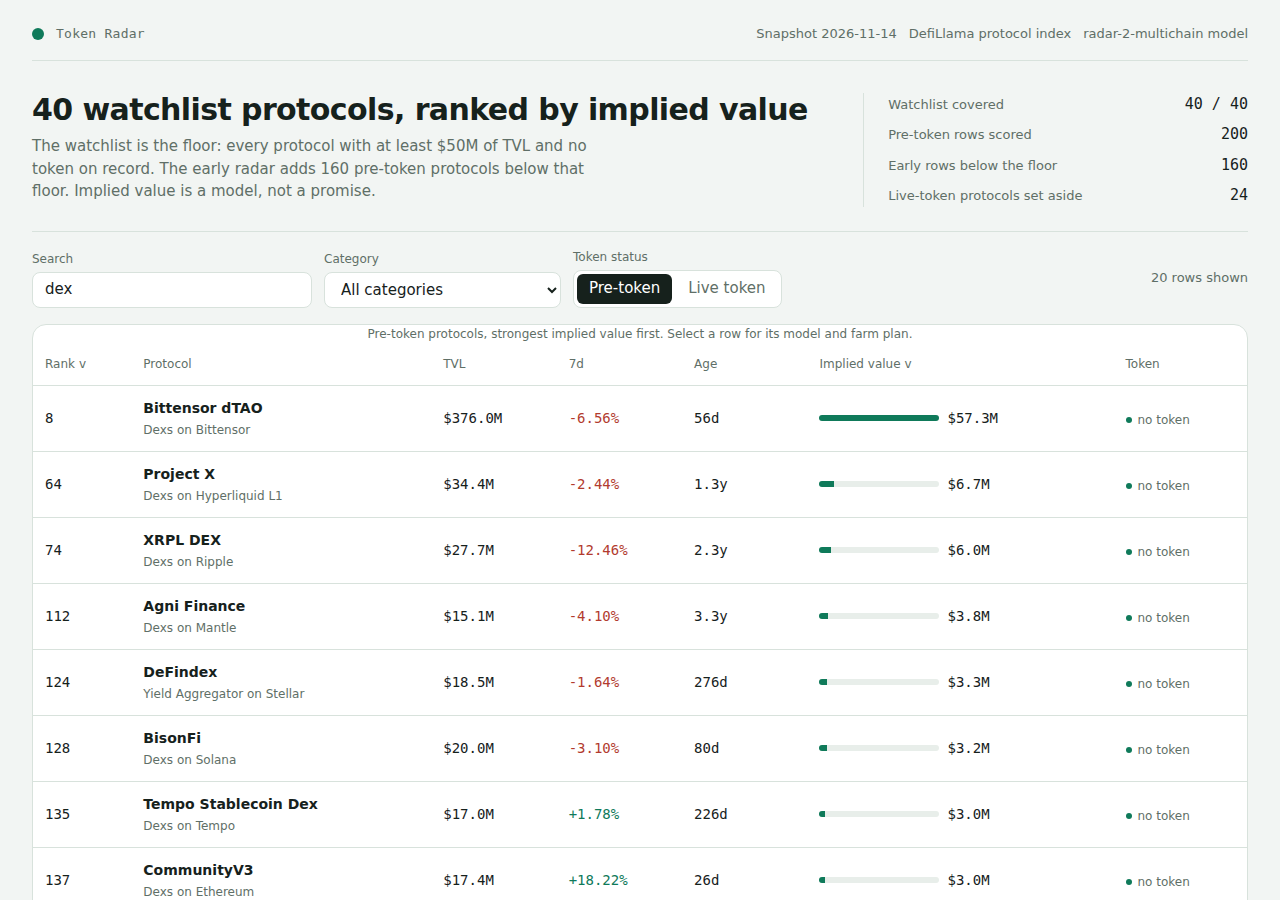 Token Radar
Snapshot 2026-11-14 DefiLlama protocol index radar-2-multichain model
40 watchlist protocols, ranked by implied value
The watchlist is the floor: every protocol with at least $50M of TVL and no
token on record. The early radar adds 160 pre-token protocols below that
floor. Implied value is a model, not a promise.
Watchlist covered 40 / 40
Pre-token rows scored 200
Early rows below the floor 160
Live-token protocols set aside 24
Search
dex
Category
All categories
Token status
Pre-token Live token
20 rows shown
Pre-token protocols, strongest implied value first. Select a row for its model and farm plan.
Rank v Protocol TVL 7d Age Implied value v Token
8 Bittensor dTAO $376.0M -6.56% 56d $57.3M no token
Dexs on Bittensor
64 Project X $34.4M -2.44% 1.3y $6.7M no token
Dexs on Hyperliquid L1
74 XRPL DEX $27.7M -12.46% 2.3y $6.0M no token
Dexs on Ripple
112 Agni Finance $15.1M -4.10% 3.3y $3.8M no token
Dexs on Mantle
124 DeFindex $18.5M -1.64% 276d $3.3M no token
Yield Aggregator on Stellar
128 BisonFi $20.0M -3.10% 80d $3.2M no token
Dexs on Solana
135 Tempo Stablecoin Dex $17.0M +1.78% 226d $3.0M no token
Dexs on Tempo
137 CommunityV3 $17.4M +18.22% 26d $3.0M no token
Dexs on Ethereum